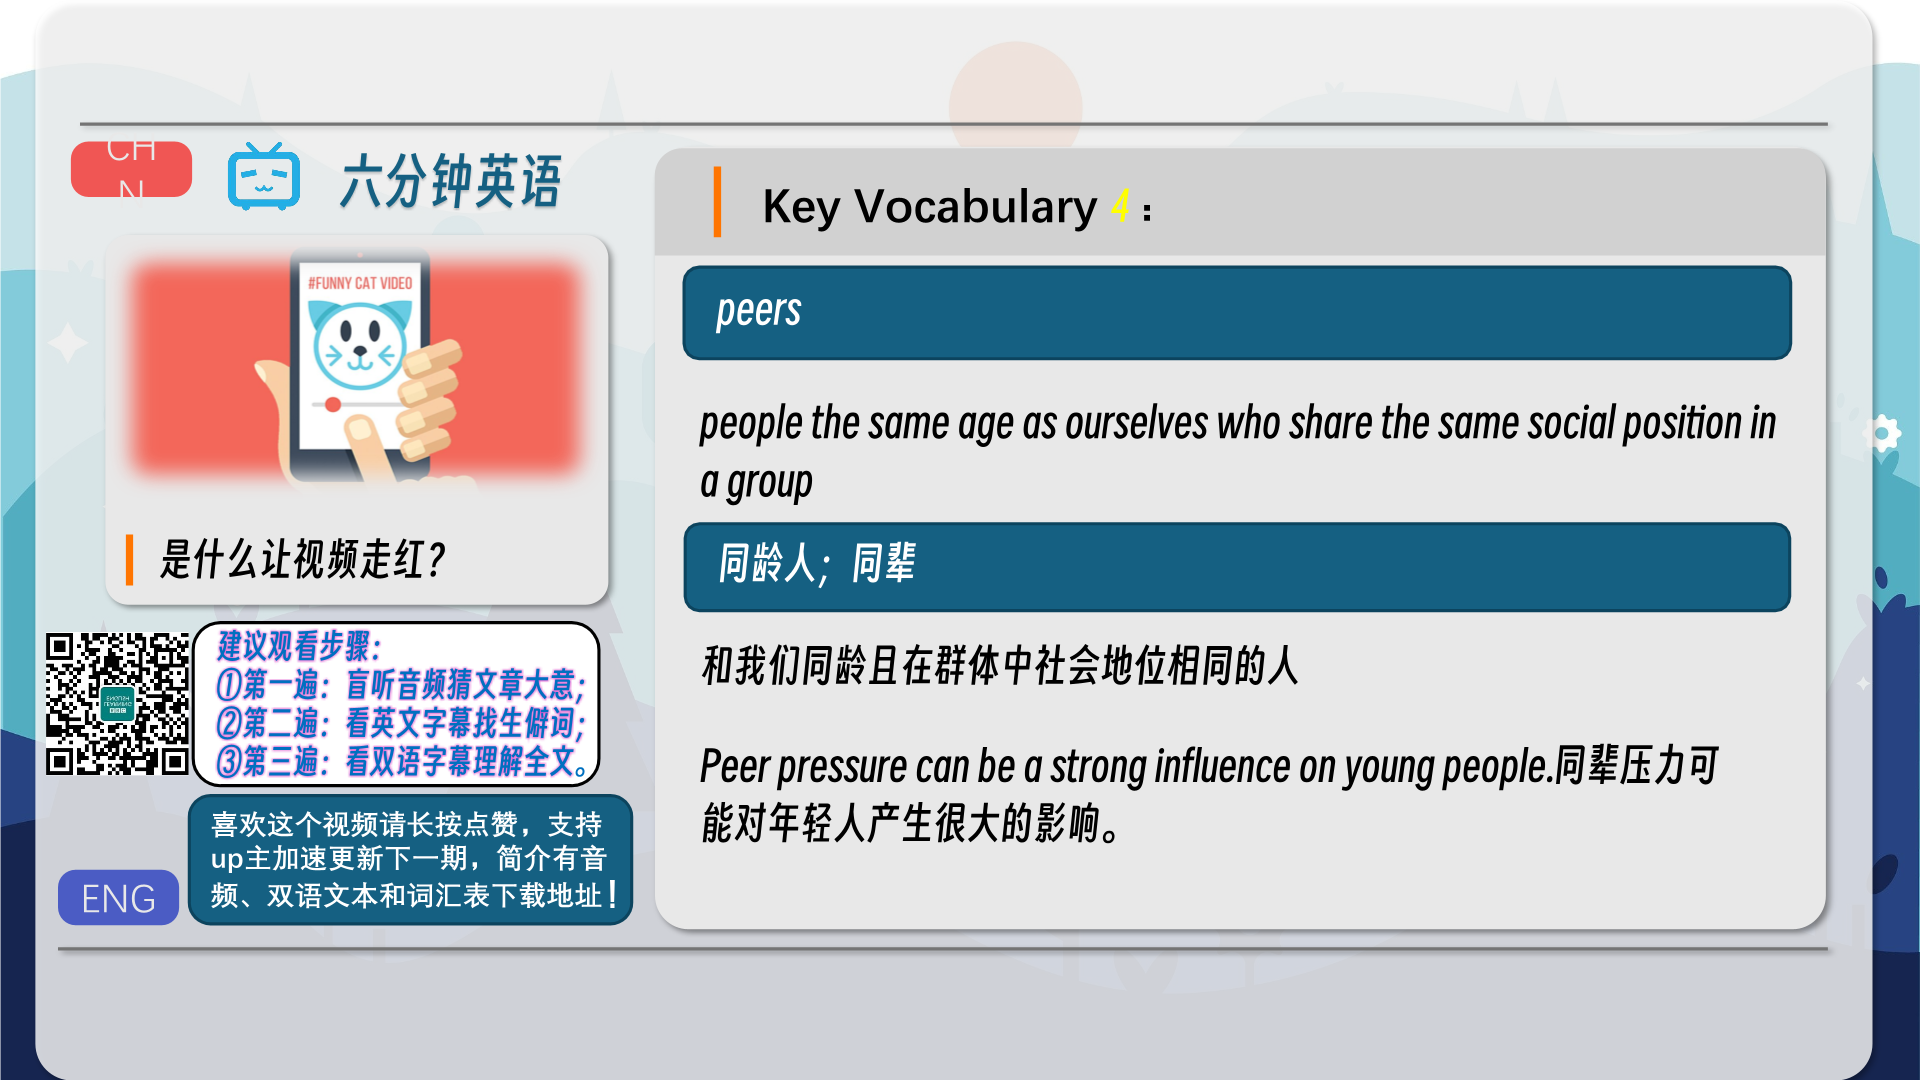 CH
N
六分钟英语
#FUNNY CAT VIDEO
是什么让视频走红？
建议观看步骤：
①第一遍：盲听音频猜文章大意；
②第二遍：看英文字幕找生僻词；
③第三遍：看双语字幕理解全文。
喜欢这个视频请长按点赞，支持
up主加速更新下一期，简介有音
频、双语文本和词汇表下载地址！
ENG
Key Vocabulary 4：
peers
people the same age as ourselves who share the same social position in
a group
同龄人；同辈
和我们同龄且在群体中社会地位相同的人
Peer pressure can be a strong influence on young people.同辈压力可
能对年轻人产生很大的影响。